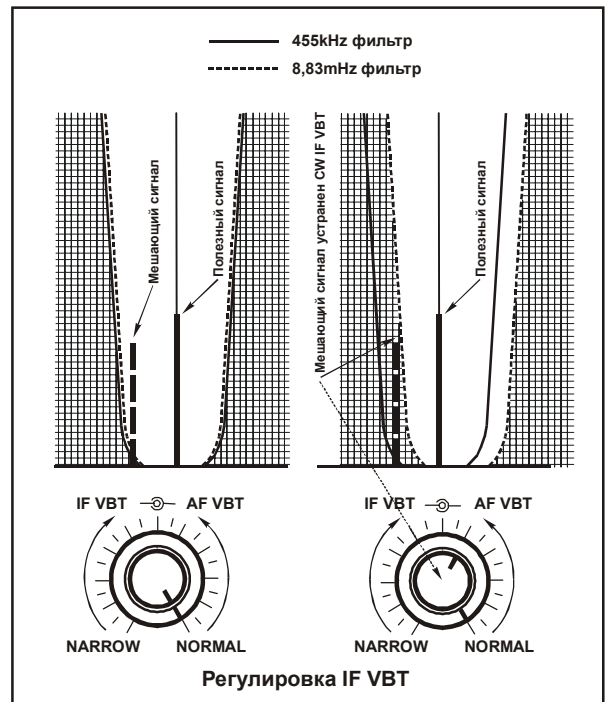 455kHz фильтр
8,83mHz фильтр
Мешающий сигнал
Полезный сигнал
Мешающий сигнал устранен CW IF VBT
Полезный сигнал
IF VBT AF VBT
NARROW NORMAL
IF VBT AF VBT
NARROW NORMAL
Регулировка IF VBT